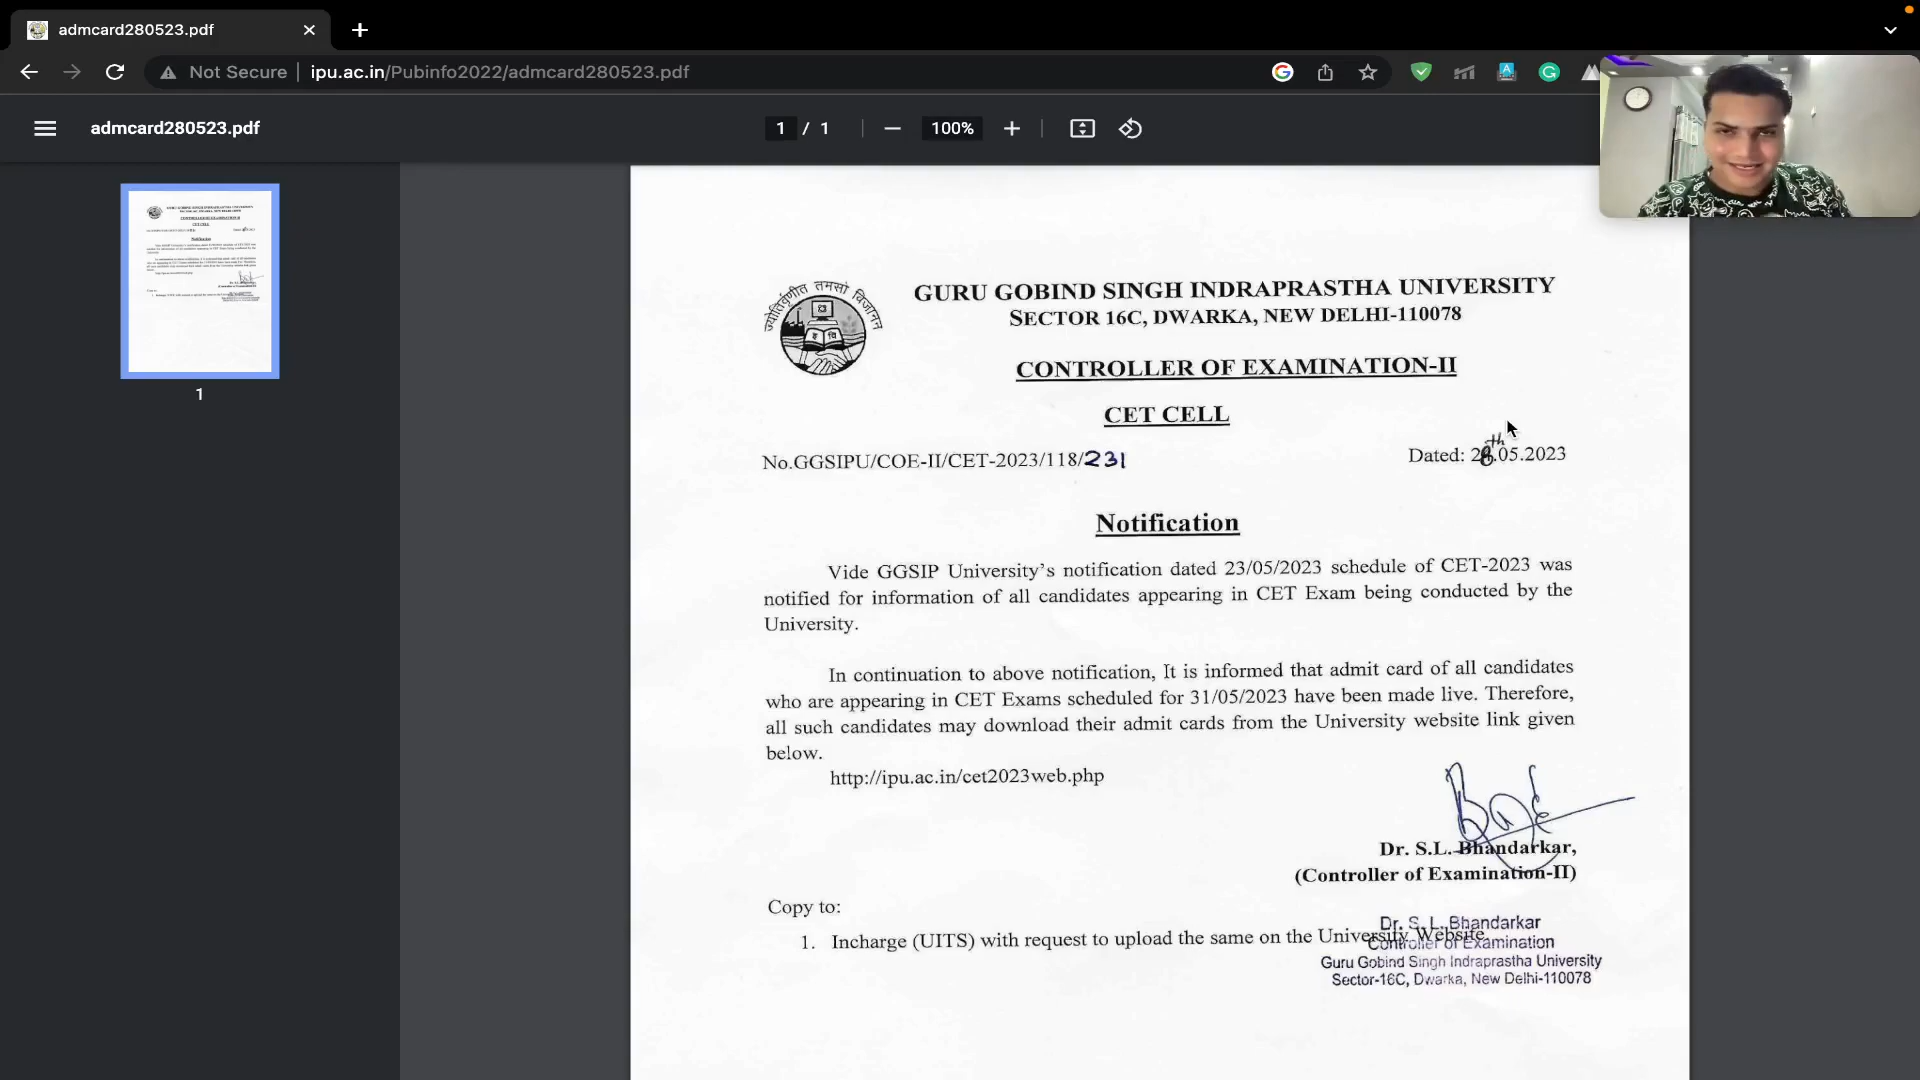 admcard280523.pdf
Not Secure ipu.ac.in/Pubinfo2022/admcard280523.pdf
admcard280523.pdf
1 / 1
100%
1
ज्योतिर्वृणीत तमसो विजानन
GURU GOBIND SINGH INDRAPRASTHA UNIVERSITY
SECTOR 16C, DWARKA, NEW DELHI-110078
CONTROLLER OF EXAMINATION-II
CET CELL
No.GGSIPU/COE-II/CET-2023/118/231
Dated: 28th.05.2023
Notification
Vide GGSIP University's notification dated 23/05/2023 schedule of CET-2023 was
notified for information of all candidates appearing in CET Exam being conducted by the
University.
In continuation to above notification, It is informed that admit card of all candidates
who are appearing in CET Exams scheduled for 31/05/2023 have been made live. Therefore,
all such candidates may download their admit cards from the University website link given
below.
http://ipu.ac.in/cet2023web.php
Dr. S.L. Bhandarkar,
(Controller of Examination-II)
Copy to:
1. Incharge (UITS) with request to upload the same on the University Website
Dr. S. L. Bhandarkar
Controller of Examination
Guru Gobind Singh Indraprastha University
Sector-16C, Dwarka, New Delhi-110078